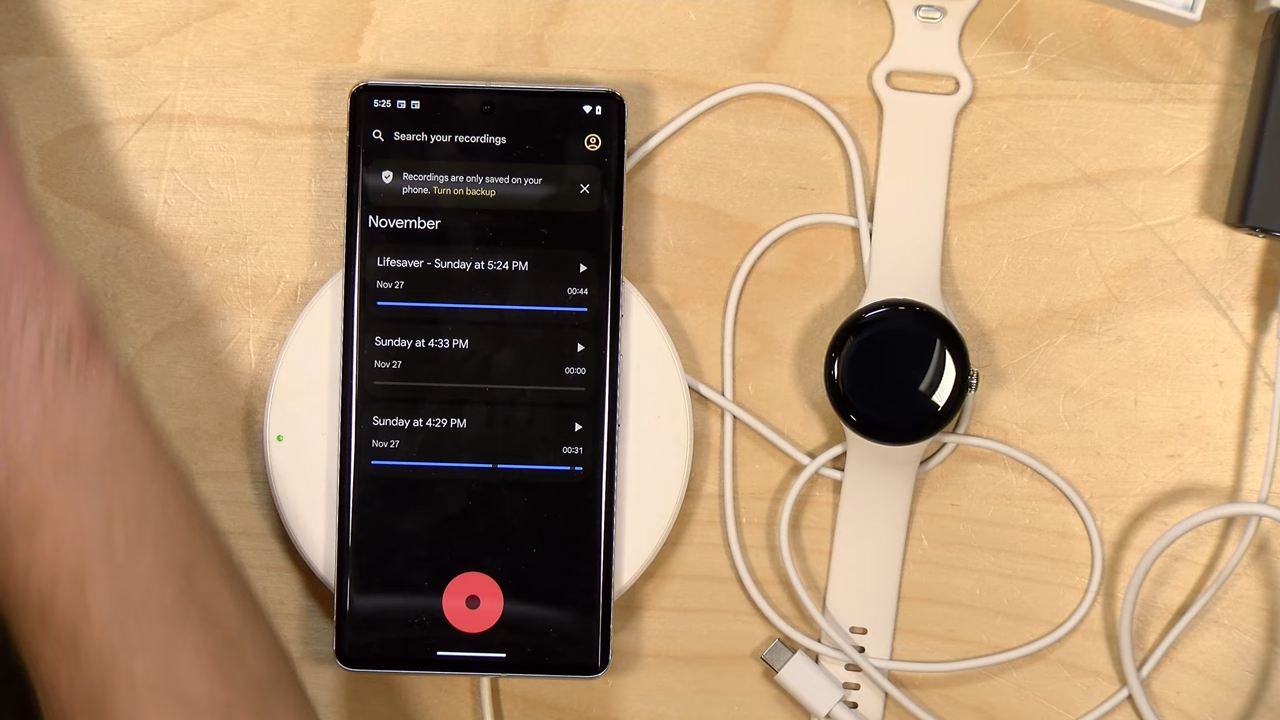 5:25
Search your recordings
Recordings are only saved on your
phone. Turn on backup
November
Lifesaver - Sunday at 5:24 PM
Nov 27
00:44
Sunday at 4:33 PM
Nov 27
00:00
Sunday at 4:29 PM
Nov 27
00:31